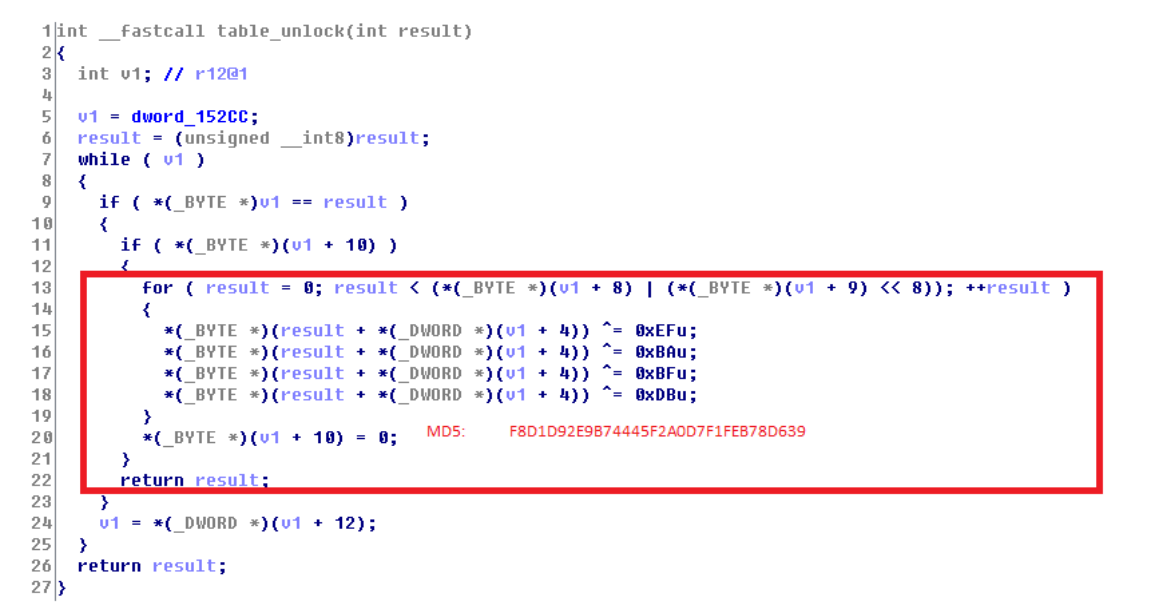 1 int __fastcall table_unlock(int result)
2 {
3   int v1; // r12@1
4
5   v1 = dword_152CC;
6   result = (unsigned __int8)result;
7   while ( v1 )
8   {
9     if ( *(_BYTE *)v1 == result )
10     {
11       if ( *(_BYTE *)(v1 + 10) )
12       {
13         for ( result = 0; result < (*(_BYTE *)(v1 + 8) | (*(_BYTE *)(v1 + 9) << 8)); ++result )
14         {
15           *(_BYTE *)(result + *(_DWORD *)(v1 + 4)) ^= 0xEFu;
16           *(_BYTE *)(result + *(_DWORD *)(v1 + 4)) ^= 0xBAu;
17           *(_BYTE *)(result + *(_DWORD *)(v1 + 4)) ^= 0xBFu;
18           *(_BYTE *)(result + *(_DWORD *)(v1 + 4)) ^= 0xDBu;
19         }
20         *(_BYTE *)(v1 + 10) = 0; MD5: F8D1D92E9B74445F2A0D7F1FEB78D639
21       }
22       return result;
23     }
24     v1 = *(_DWORD *)(v1 + 12);
25   }
26   return result;
27 }